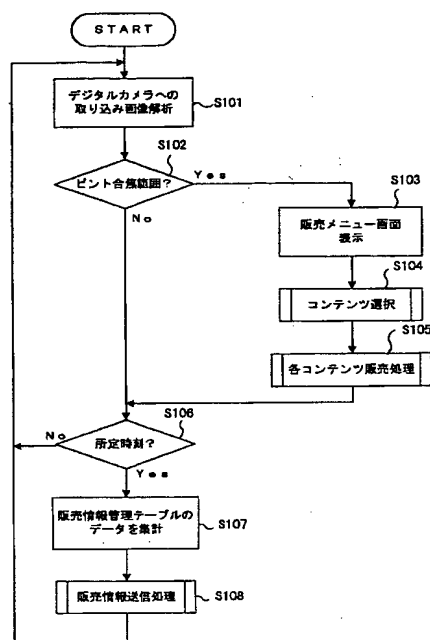 START
デジタルカメラへの
取り込み画像解析
S101
S102
ピント合焦範囲?
Yes
No
S103
販売メニュー画面
表示
S104
コンテンツ選択
S105
各コンテンツ販売処理
S106
所定時刻?
No
Yes
販売情報管理テーブルの
データを集計
S107
販売情報送信処理
S108